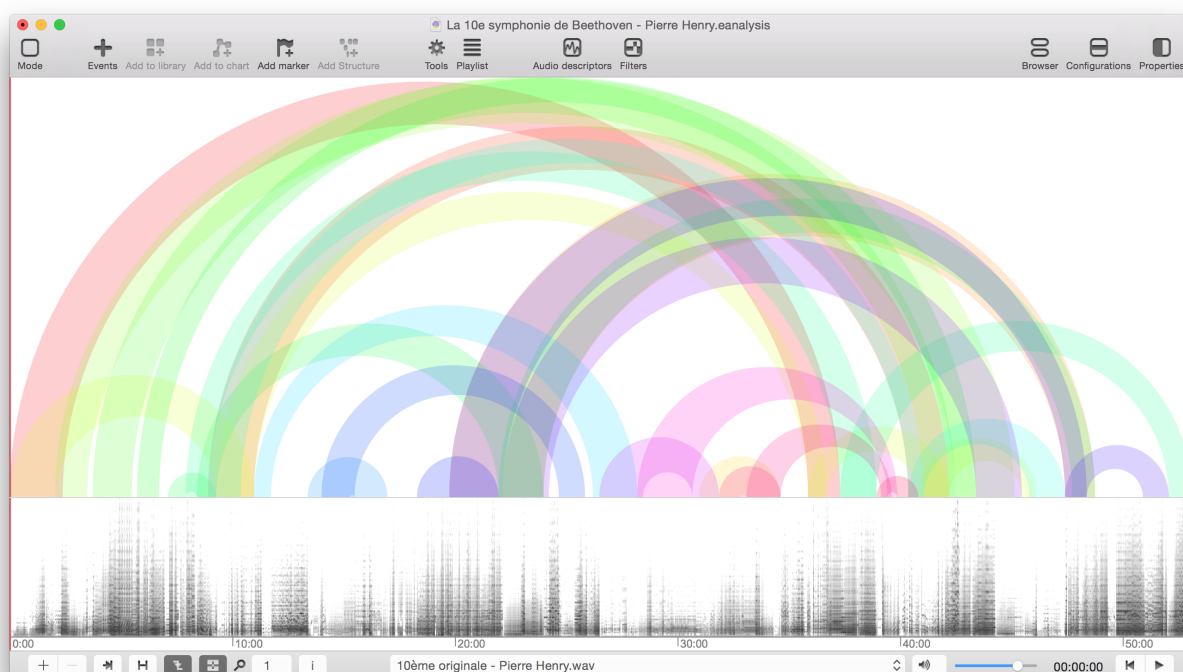 La 10e symphonie de Beethoven - Pierre Henry.eanalysis
Mode Events Add to library Add to chart Add marker Add Structure Tools Playlist Audio descriptors Filters Browser Configurations Properties
0:00 10:00 20:00 30:00 40:00 50:00
1 i 10ème originale - Pierre Henry.wav 00:00:00